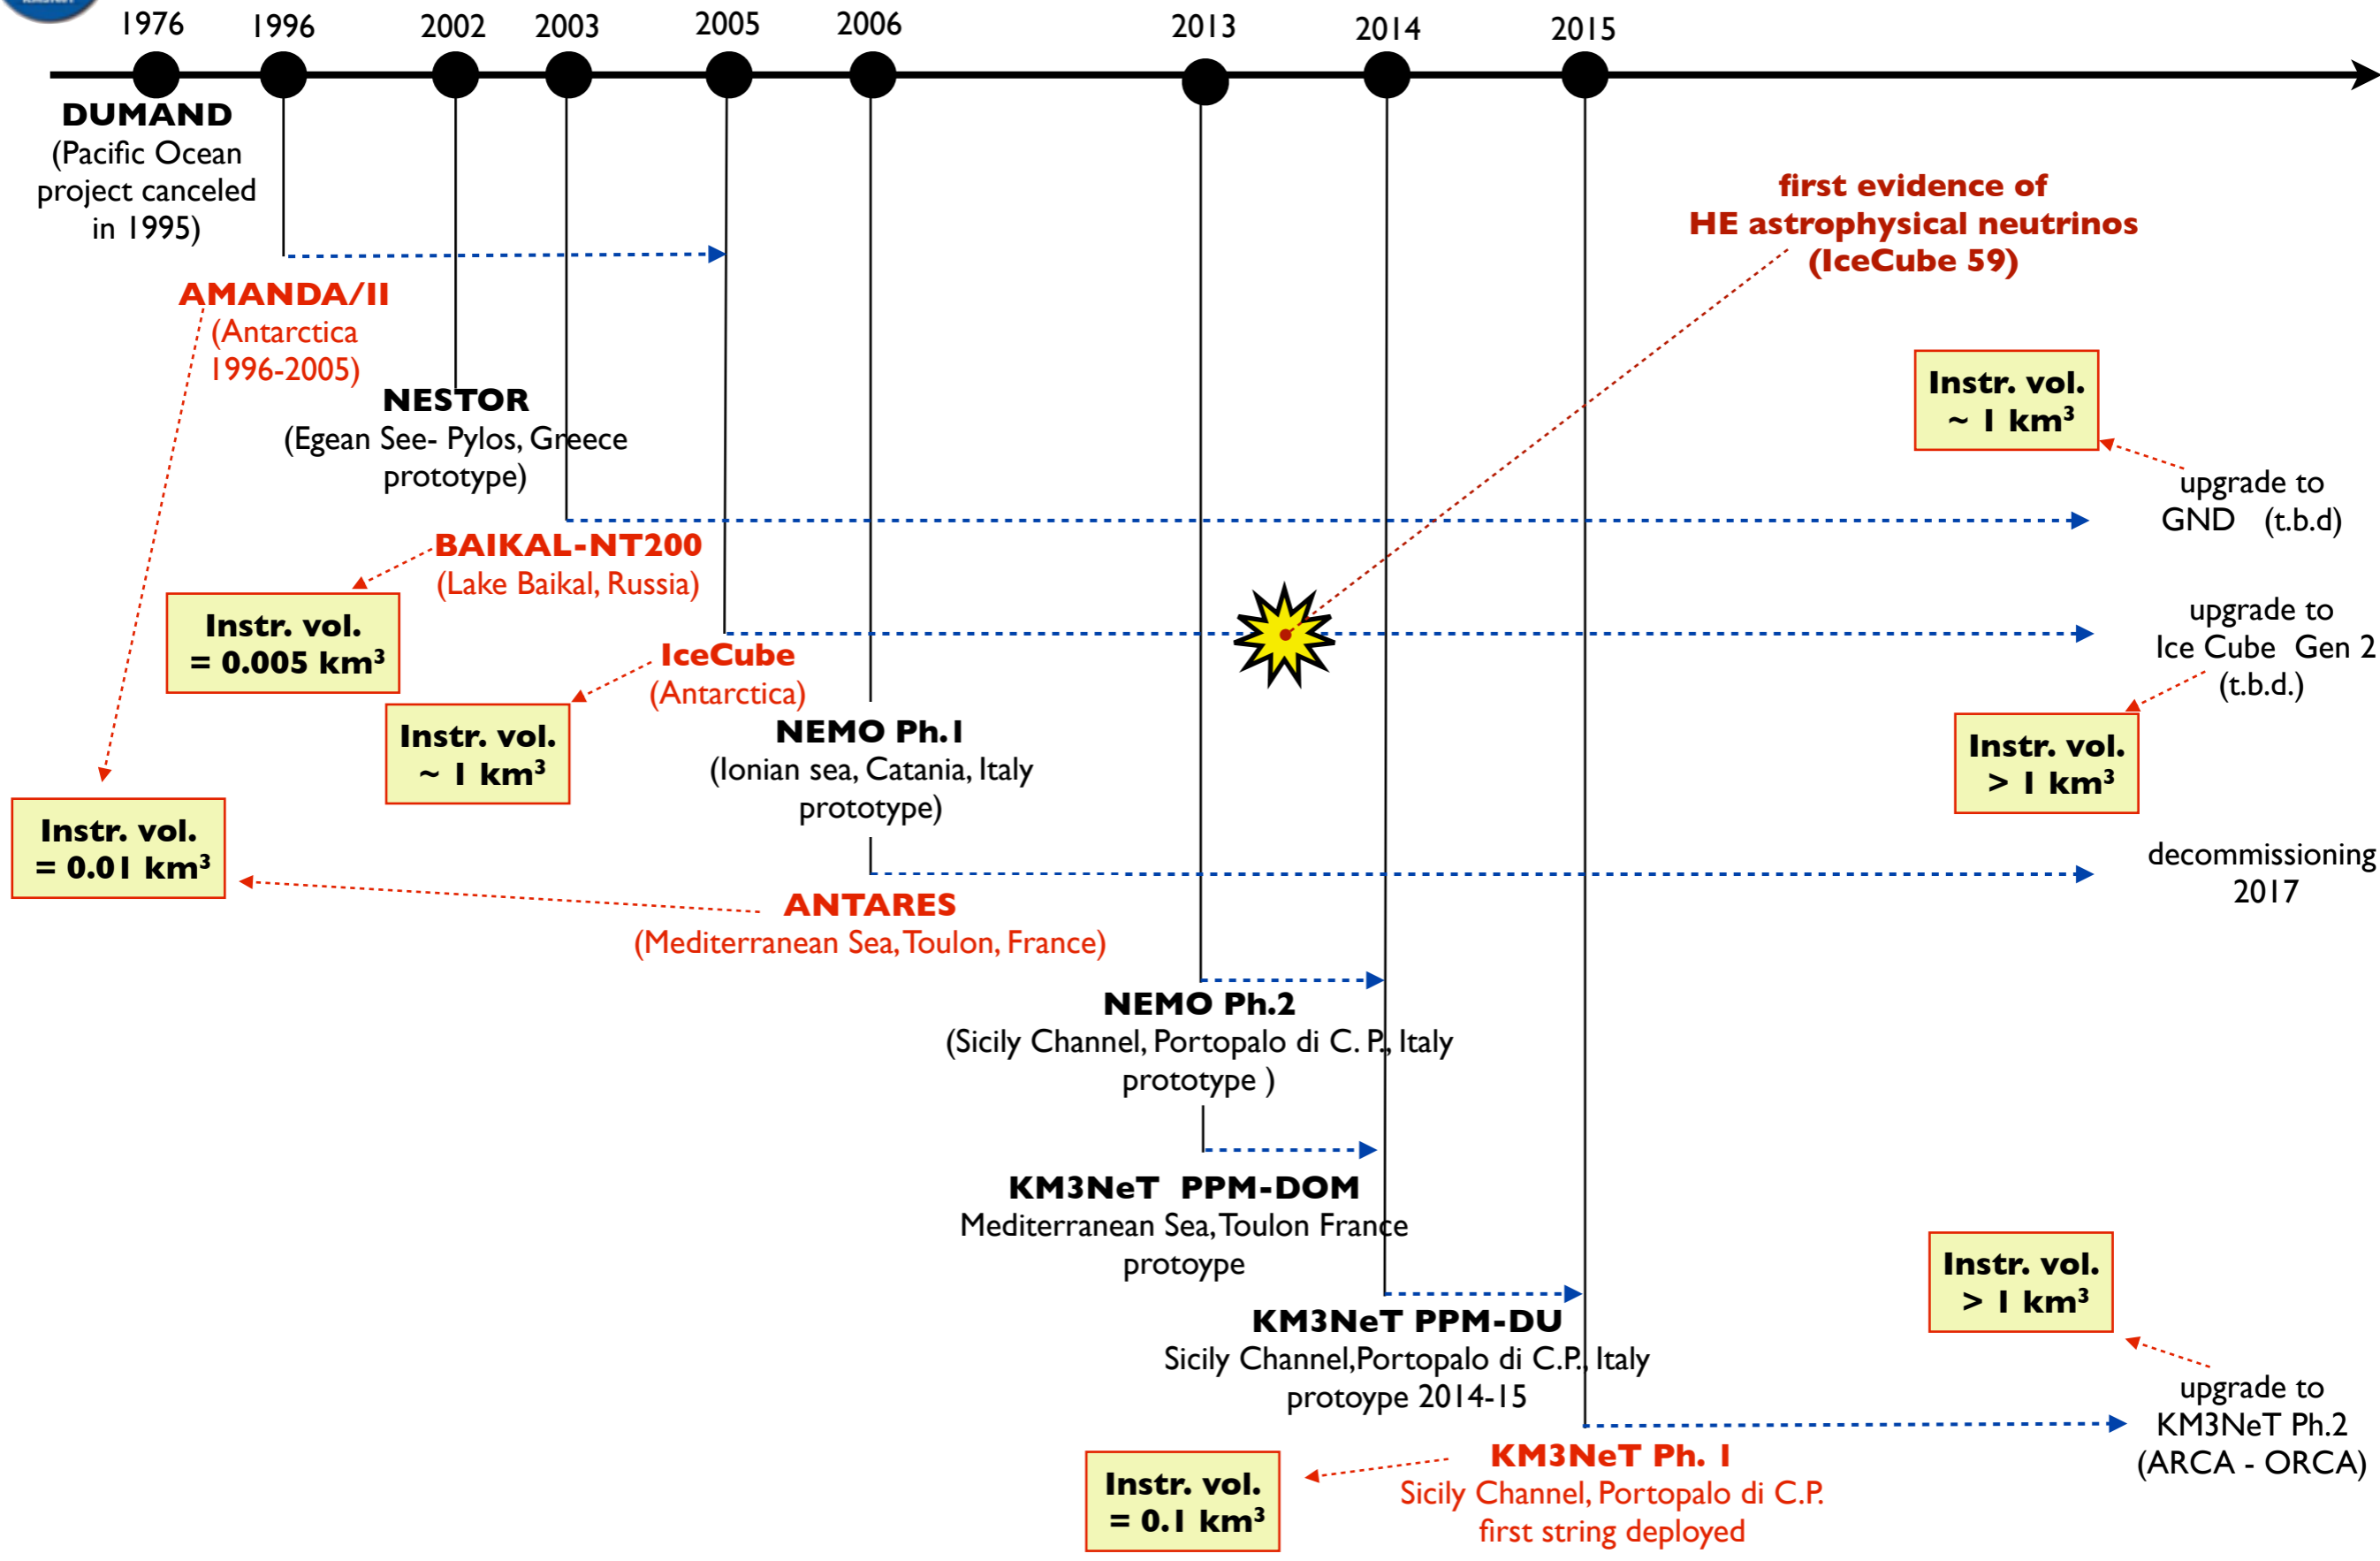 1976
1996
2002
2003
2005
2006
2013
2014
2015
DUMAND
(Pacific Ocean
project canceled
in 1995)
first evidence of
HE astrophysical neutrinos
(IceCube 59)
AMANDA/II
(Antarctica
1996-2005)
NESTOR
(Egean See- Pylos, Greece
prototype)
Instr. vol.
~ 1 km³
upgrade to
GND (t.b.d)
BAIKAL-NT200
(Lake Baikal, Russia)
Instr. vol.
= 0.005 km³
IceCube
(Antarctica)
upgrade to
Ice Cube Gen 2
(t.b.d.)
Instr. vol.
~ 1 km³
NEMO Ph.1
(Ionian sea, Catania, Italy
prototype)
Instr. vol.
> 1 km³
Instr. vol.
= 0.01 km³
decommissioning
2017
ANTARES
(Mediterranean Sea, Toulon, France)
NEMO Ph.2
(Sicily Channel, Portopalo di C. P., Italy
prototype )
KM3NeT PPM-DOM
Mediterranean Sea, Toulon France
protoype
Instr. vol.
> 1 km³
KM3NeT PPM-DU
Sicily Channel,Portopalo di C.P., Italy
protoype 2014-15
upgrade to
KM3NeT Ph.2
(ARCA - ORCA)
KM3NeT Ph. 1
Sicily Channel, Portopalo di C.P.
first string deployed
Instr. vol.
= 0.1 km³